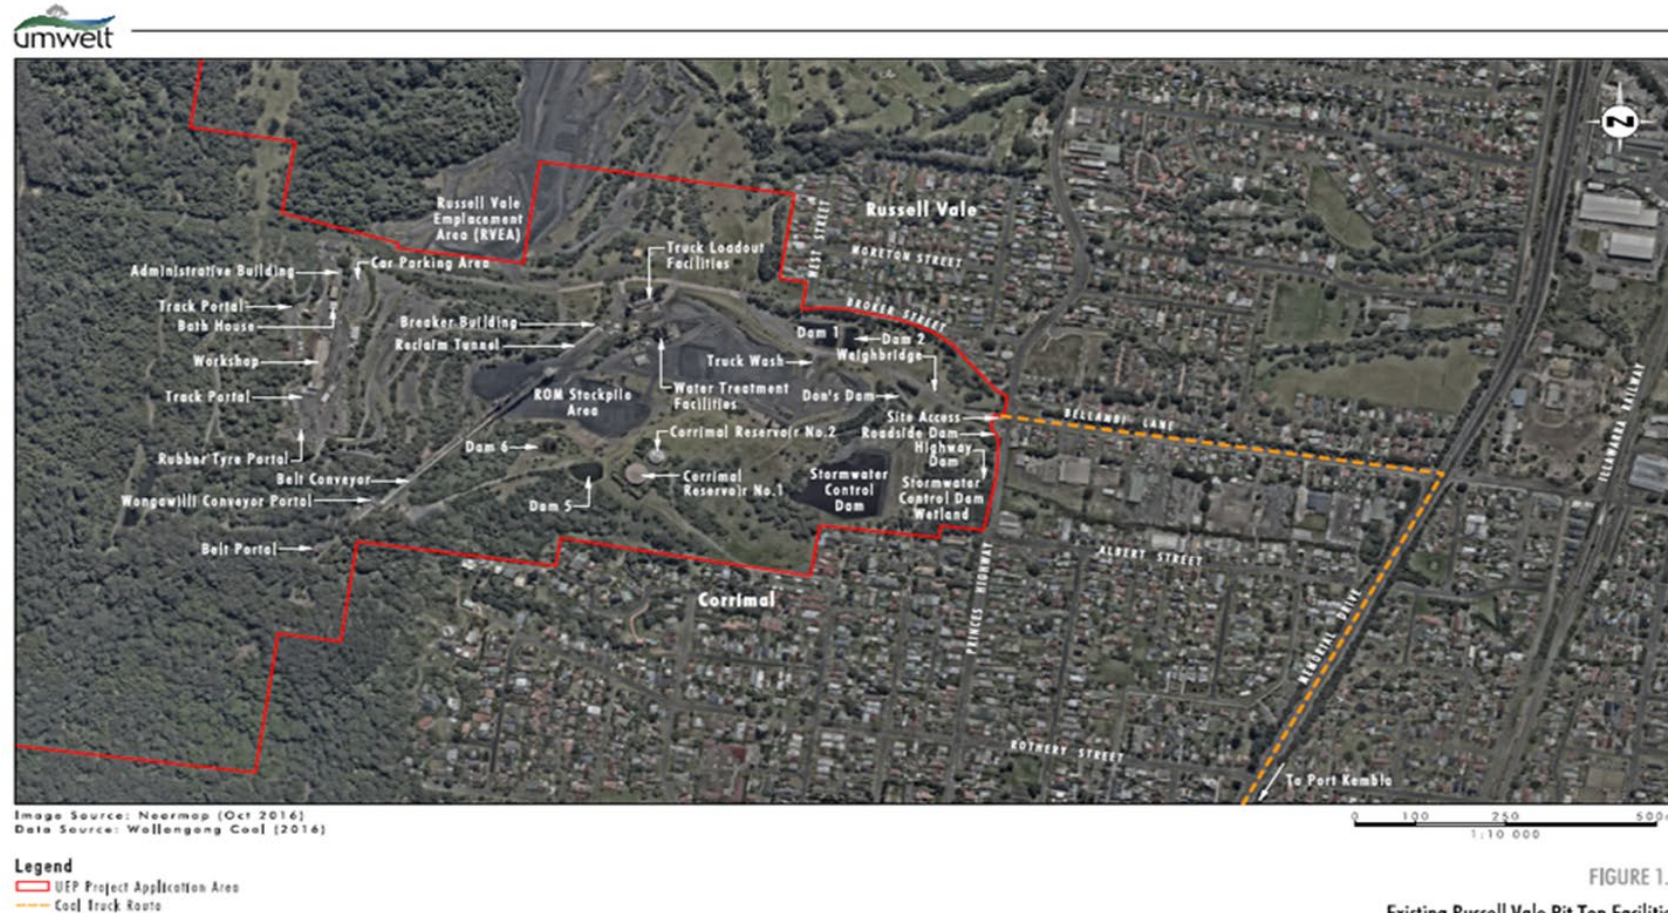 umwelt
N
Russell Vale
Emplacement
Area (RVEA)
Russell Vale
WEST STREET
MORETON STREET
Truck Loadout
Facilities
Administrative Building
Car Parking Area
Track Portal
Bath House
BROKER STREET
Breaker Building
Reclaim Tunnel
Dam 1
Dam 2
Weighbridge
Workshop
Truck Wash
Track Portal
ROM Stockpile
Area
Water Treatment
Facilities
Don's Dam
Site Access
BELLAMBI LANE
ILLAWARRA RAILWAY
Corrimal Reservoir No.2
Roadside Dam
Highway
Dam
Dam 6
Rubber Tyre Portal
Belt Conveyor
Corrimal
Reservoir No.1
Stormwater
Control
Dam
Stormwater
Control Dam
Wetland
Wongawilli Conveyor Portal
Dam 5
Belt Portal
ALBERT STREET
PRINCES HIGHWAY
Corrimal
MEMORIAL DRIVE
ROTHERY STREET
To Port Kembla
Image Source: Nearmap (Oct 2016)
Data Source: Wollongong Coal (2016)
0 100 250 500
1:10 000
Legend
UEP Project Application Area
Coal Truck Route
FIGURE 1.
Existing Russell Vale Pit Top